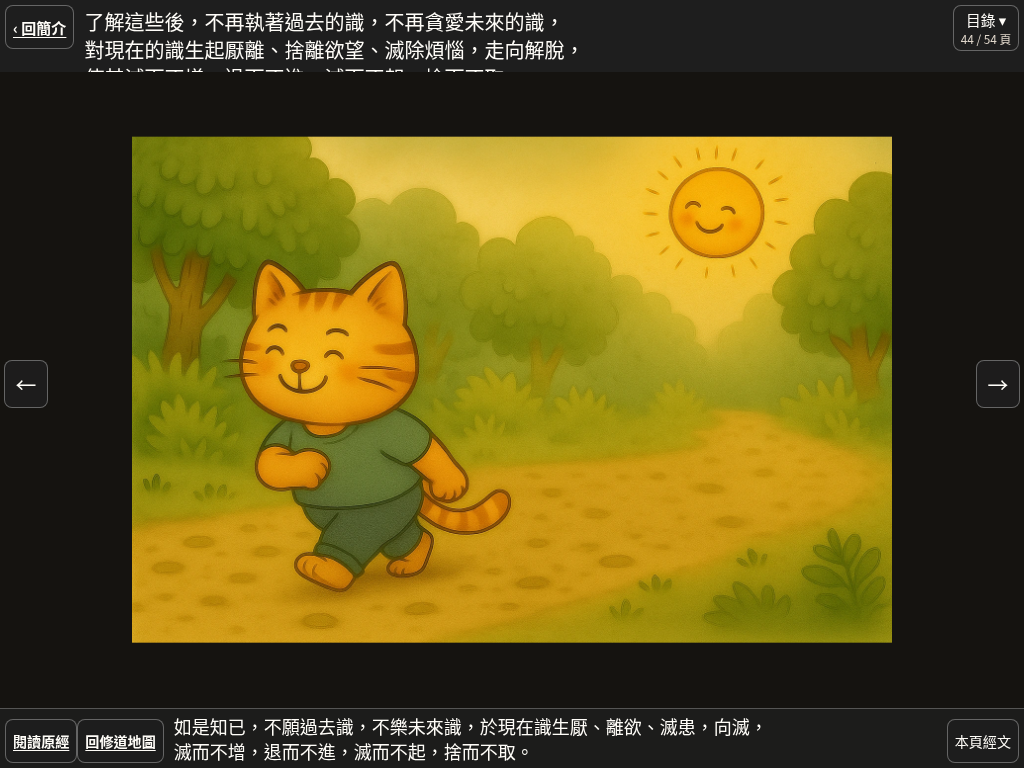 ‹ 回簡介
了解這些後，不再執著過去的識，不再貪愛未來的識，
對現在的識生起厭離、捨離欲望、滅除煩惱，走向解脫，
目錄 ▾
44 / 54 頁
←
→
閱讀原經
回修道地圖
如是知已，不願過去識，不樂未來識，於現在識生厭、離欲、滅患，向滅，
滅而不增，退而不進，滅而不起，捨而不取。
本頁經文